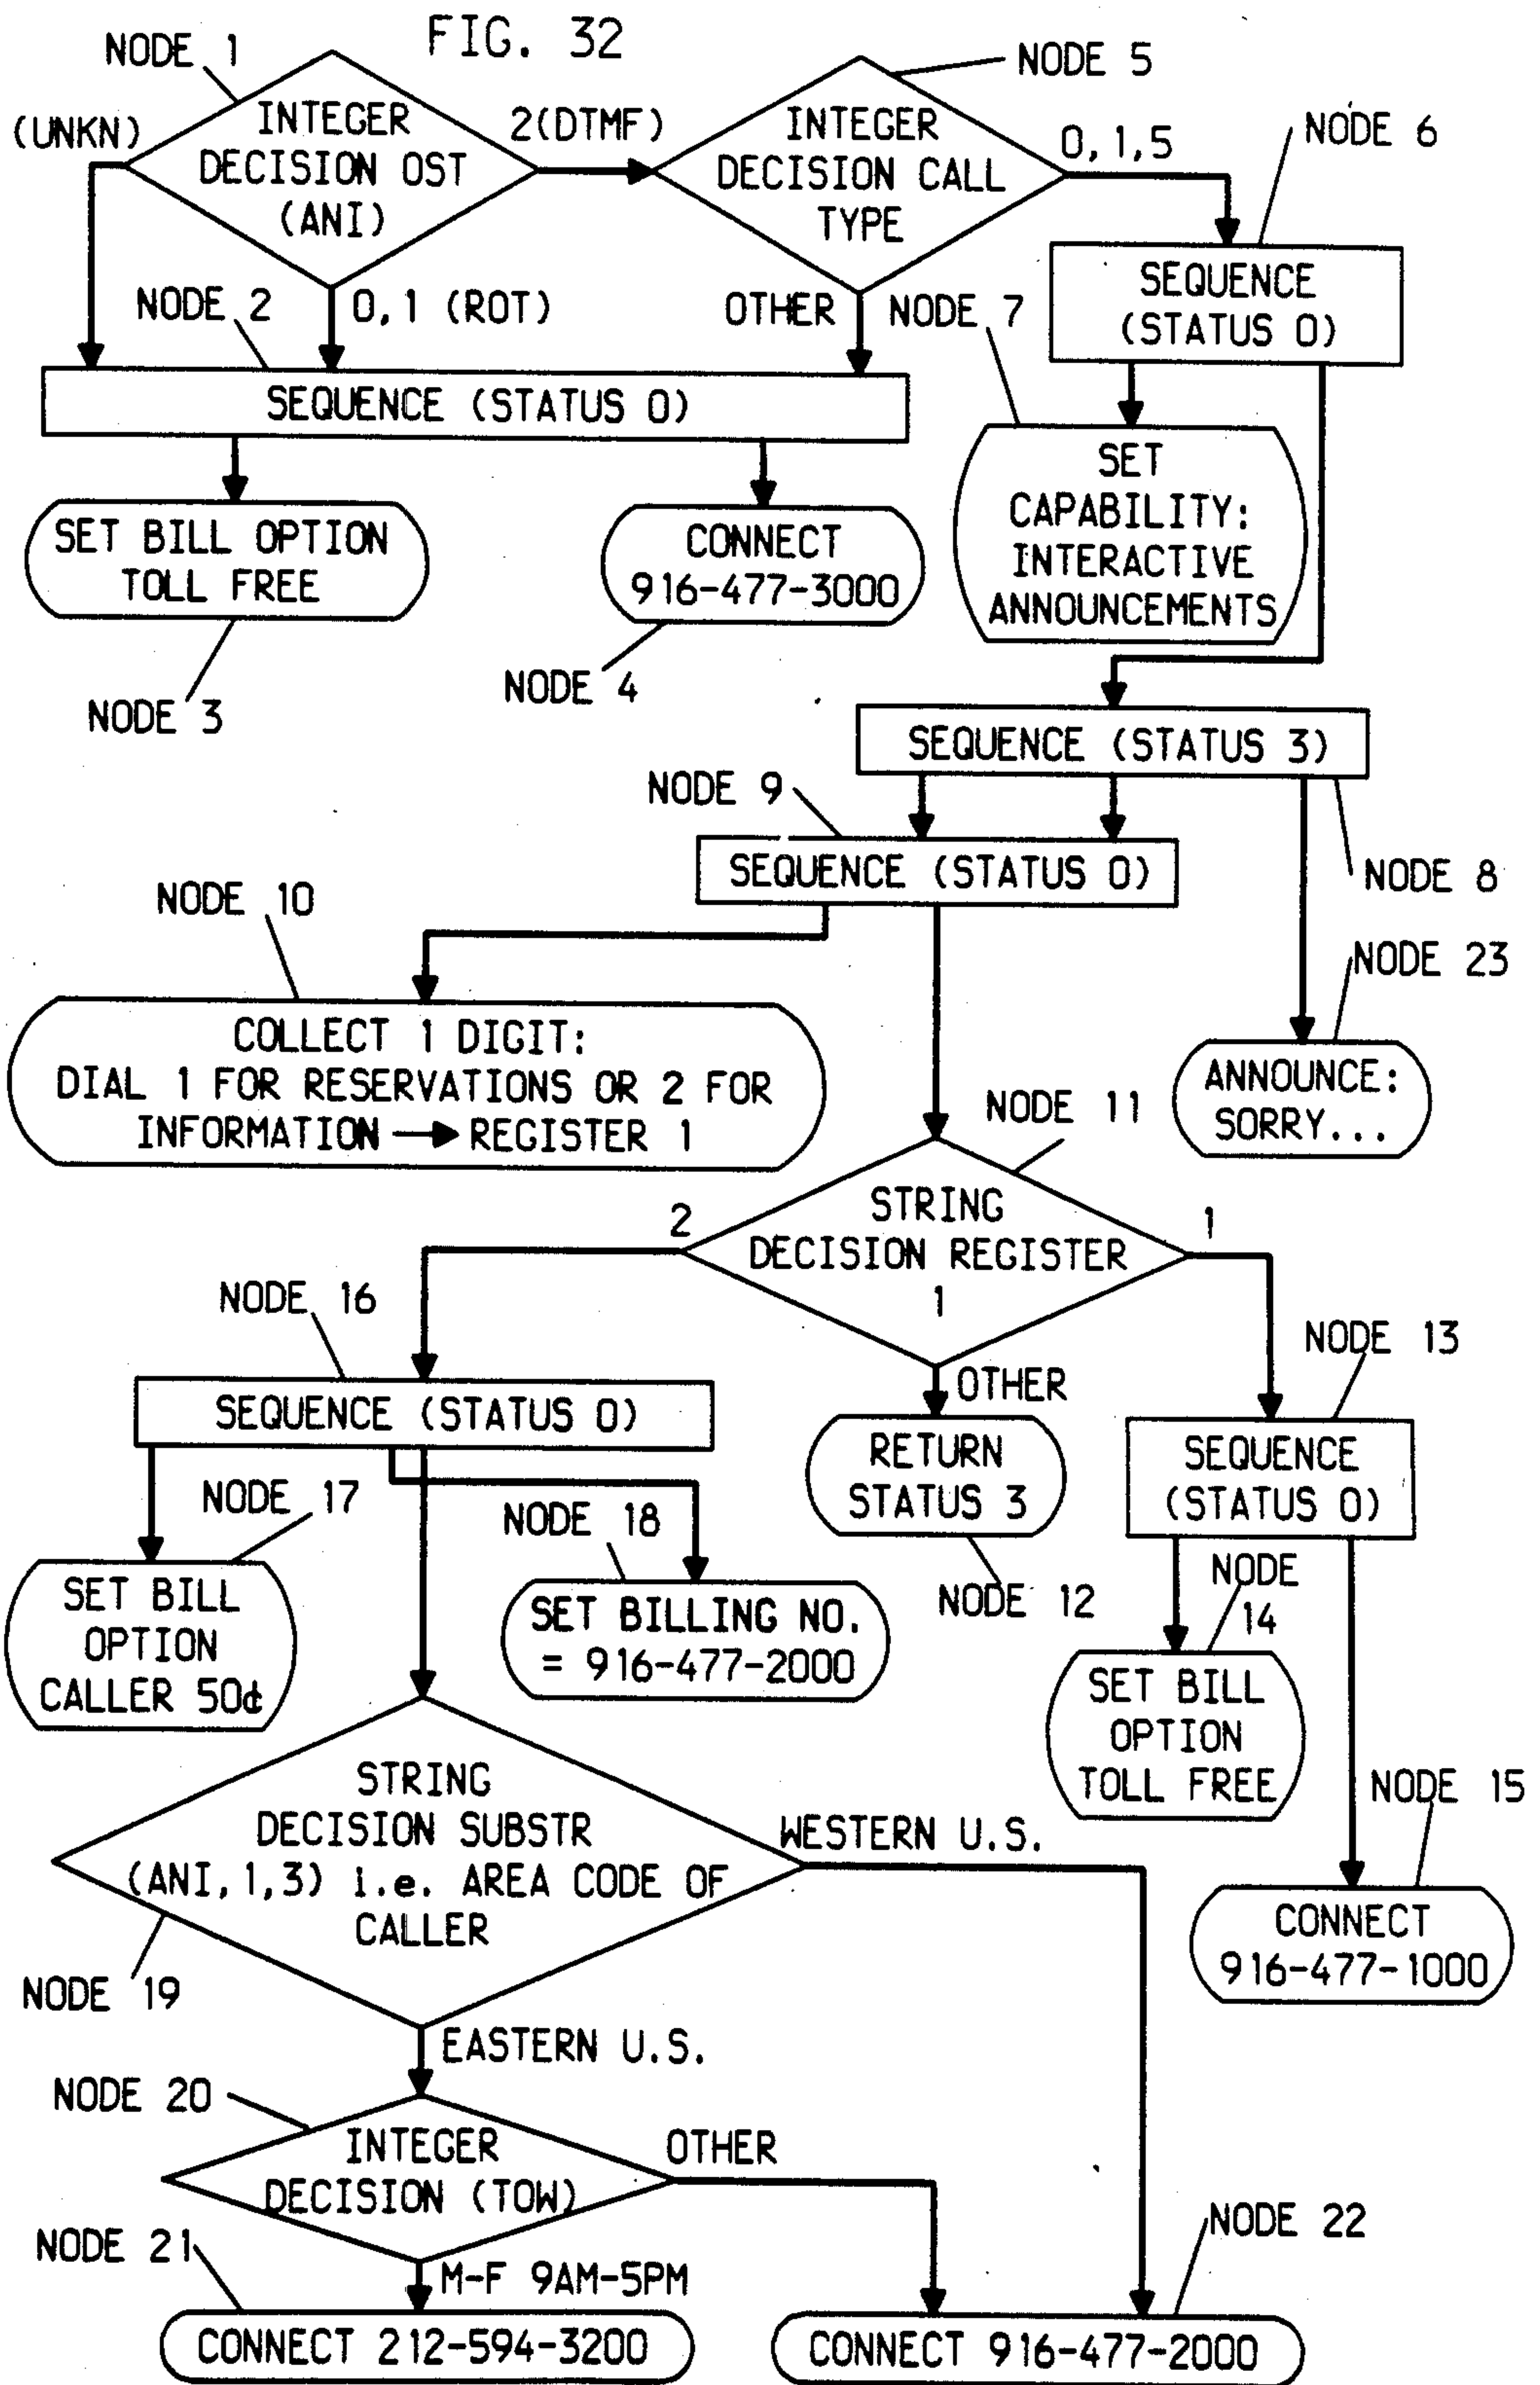 FIG. 32
NODE 1
NODE 5
(UNKN)
INTEGER
DECISION OST
(ANI)
2(DTMF)
INTEGER
DECISION CALL
TYPE
0,1,5
NODE 6
NODE 2
0,1 (ROT)
OTHER
NODE 7
SEQUENCE
(STATUS 0)
SEQUENCE (STATUS 0)
SET BILL OPTION
TOLL FREE
CONNECT
916-477-3000
SET
CAPABILITY:
INTERACTIVE
ANNOUNCEMENTS
NODE 3
NODE 4
SEQUENCE (STATUS 3)
NODE 9
SEQUENCE (STATUS 0)
NODE 8
NODE 10
NODE 23
COLLECT 1 DIGIT:
DIAL 1 FOR RESERVATIONS OR 2 FOR
INFORMATION → REGISTER 1
ANNOUNCE:
SORRY...
NODE 11
2
STRING
DECISION REGISTER
1
1
NODE 16
NODE 13
OTHER
SEQUENCE (STATUS 0)
RETURN
STATUS 3
SEQUENCE
(STATUS 0)
NODE 17
NODE 18
NODE 12
NODE
14
SET BILL
OPTION
CALLER 50¢
SET BILLING NO.
= 916-477-2000
SET BILL
OPTION
TOLL FREE
NODE 15
STRING
DECISION SUBSTR
(ANI,1,3) i.e. AREA CODE OF
CALLER
WESTERN U.S.
CONNECT
916-477-1000
NODE 19
EASTERN U.S.
NODE 20
INTEGER
DECISION (TOW)
OTHER
NODE 22
NODE 21
M-F 9AM-5PM
CONNECT 212-594-3200
CONNECT 916-477-2000